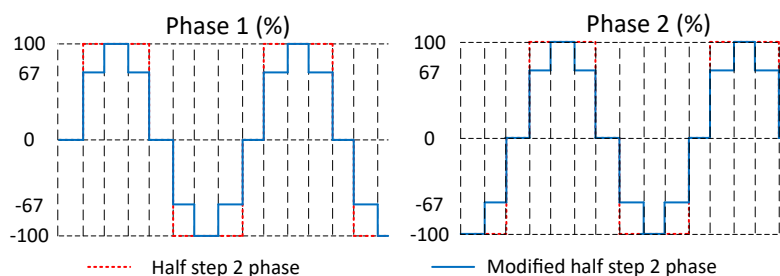 Phase 1 (%)
100
67
0
-67
-100
Phase 2 (%)
100
67
0
-67
-100
Half step 2 phase
Modified half step 2 phase